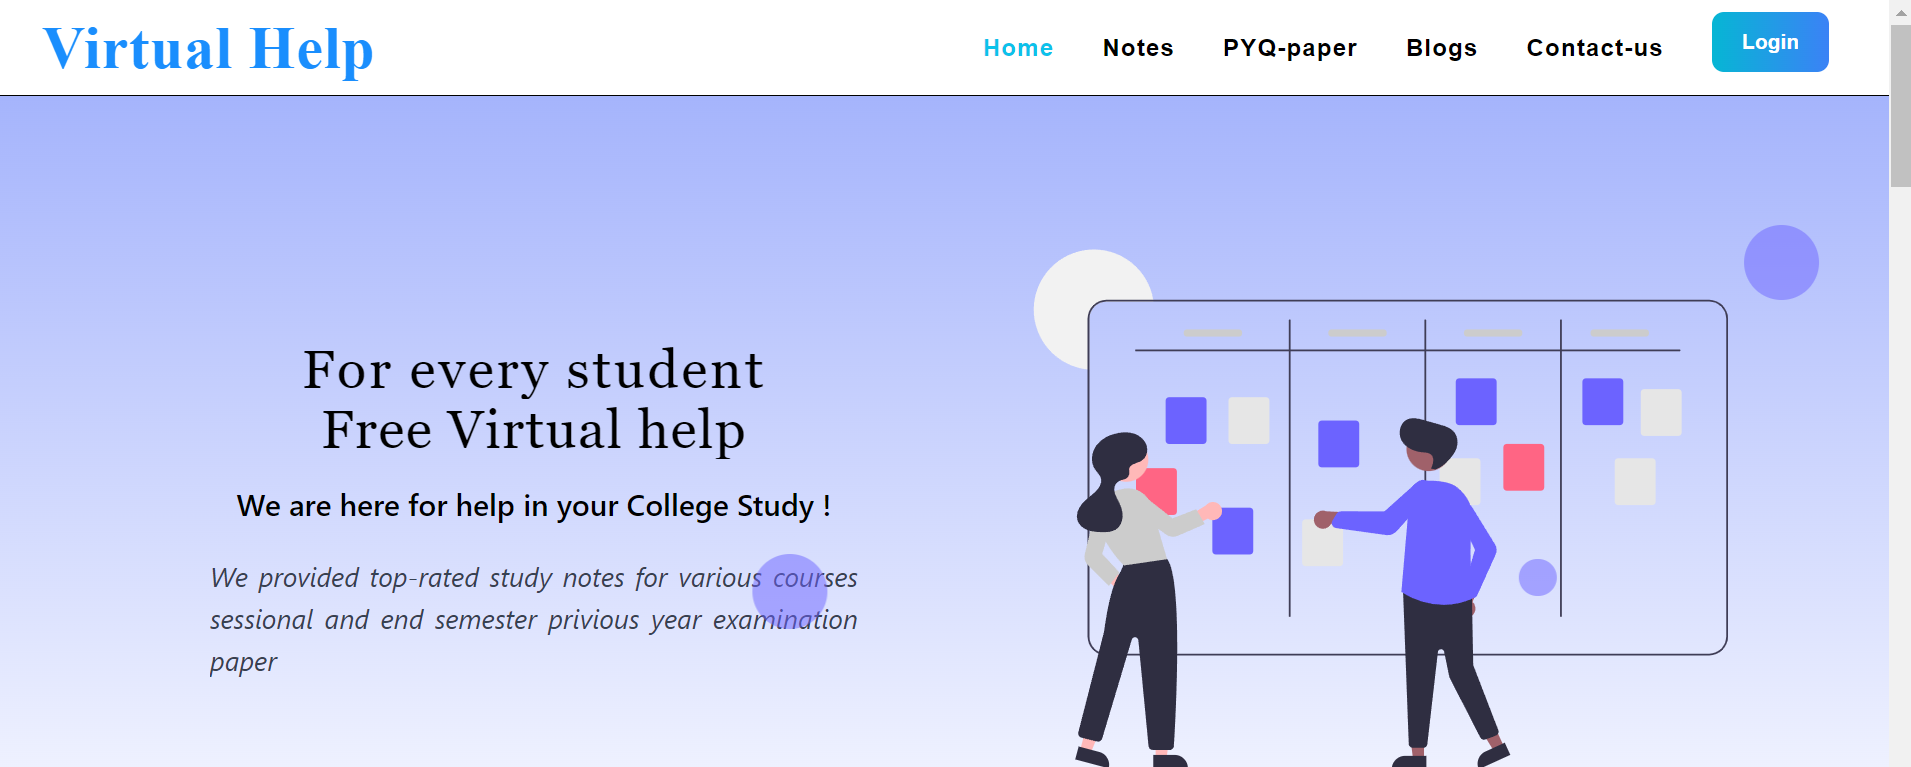 Virtual Help
Home Notes PYQ-paper Blogs Contact-us Login
For every student
Free Virtual help
We are here for help in your College Study !
We provided top-rated study notes for various courses
sessional and end semester privious year examination
paper